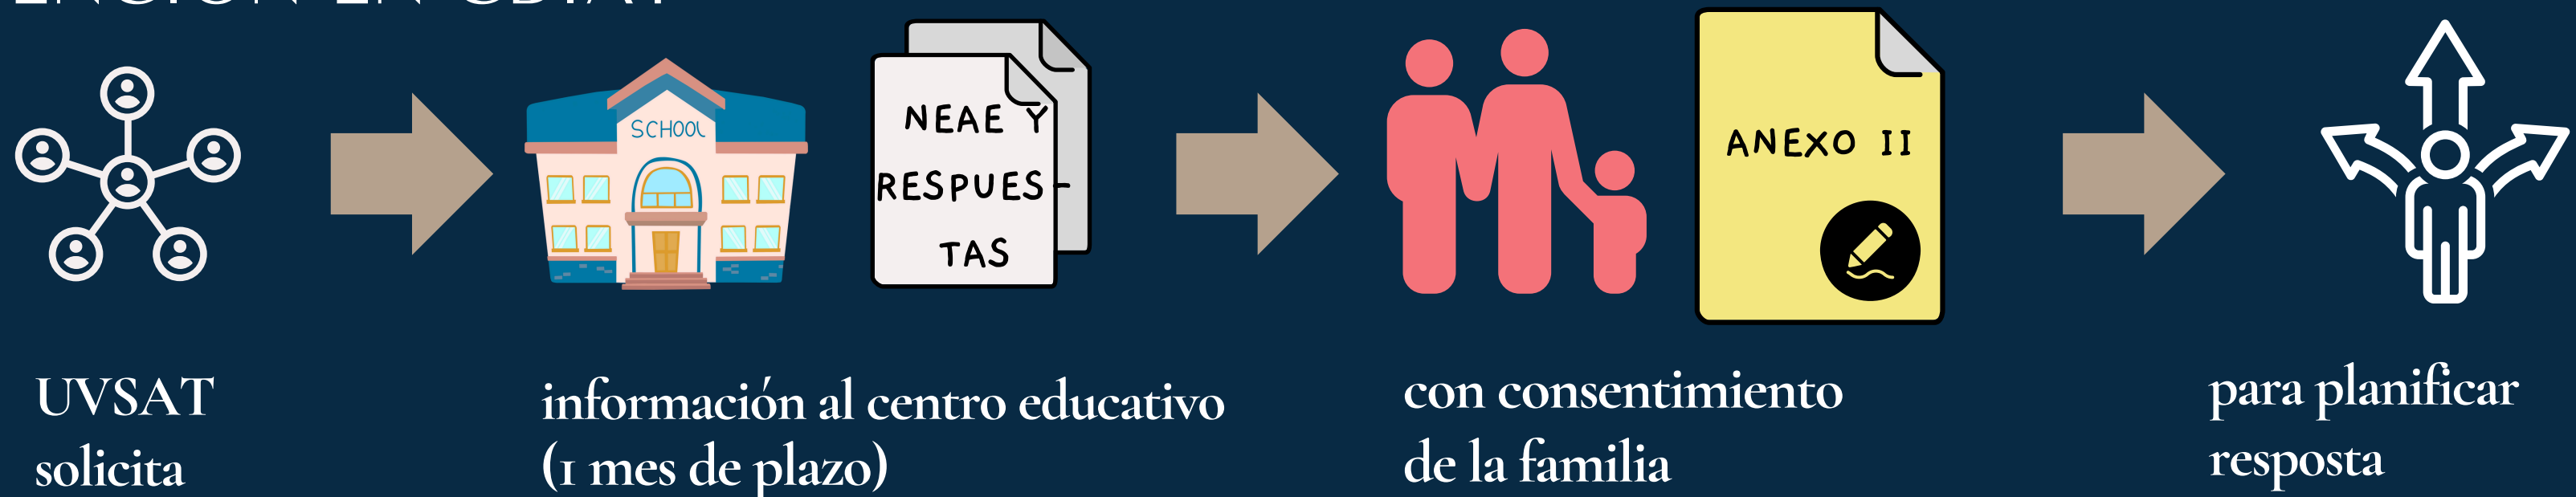 SCHOOL
NEAE Y
RESPUES-
TAS
ANEXO II
UVSAT
solicita
información al centro educativo
(1 mes de plazo)
con consentimiento
de la familia
para planificar
resposta